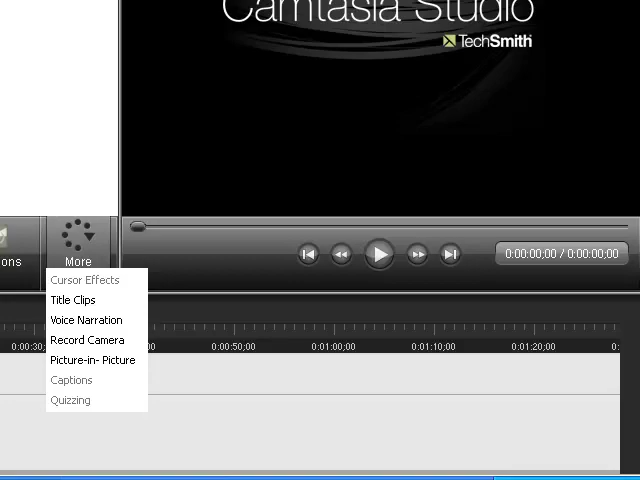 Camtasia Studio
TechSmith
ons
More
0:00:00;00 / 0:00:00;00
Cursor Effects
Title Clips
Voice Narration
Record Camera
Picture-in- Picture
Captions
Quizzing
0:00:30; 00 0:00:50;00 0:01:00;00 0:01:10;00 0:01:20;00 0: